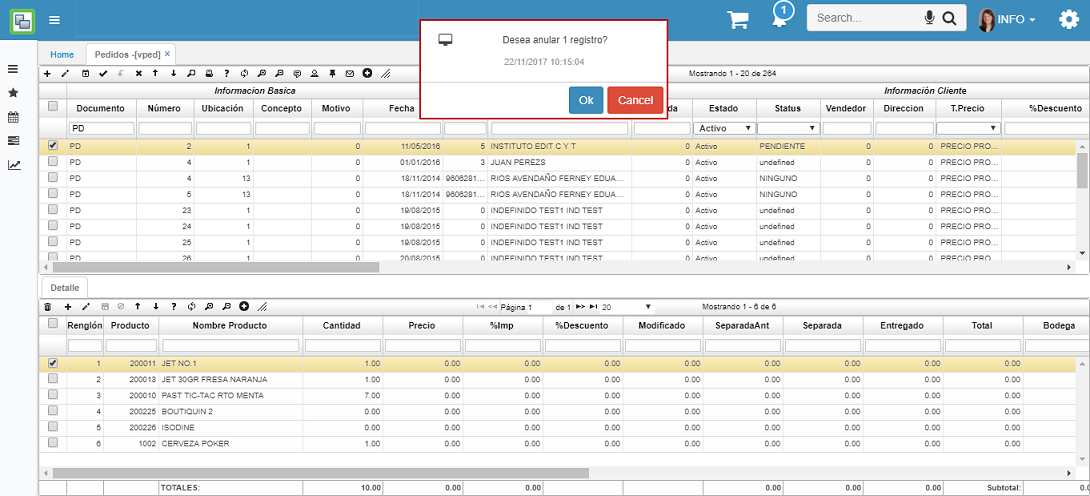 1
Search...
INFO
Desea anular 1 registro?
22/11/2017 10:15:04
Ok Cancel
Home Pedidos -[vped] ×
Mostrando 1 - 20 de 264
Informacion Basica Información Cliente
Documento Número Ubicación Concepto Motivo Fecha Estado Status Vendedor Direccion T.Precio %Descuento
PD Activo
PD 2 1 0 11/05/2016 5 INSTITUTO EDIT C Y T 0 Activo PENDIENTE 0 0 PRECIO PRO... 0.00
PD 4 1 0 01/01/2016 3 JUAN PEREZS 0 Activo undefined 0 0 PRECIO PRO... 0.00
PD 4 13 0 18/11/2014 9606281... RIOS AVENDAÑO FERNEY EDUA... 0 Activo NINGUNO 0 0 PRECIO PRO... 0.00
PD 5 13 0 18/11/2014 9606281... RIOS AVENDAÑO FERNEY EDUA... 0 Activo NINGUNO 0 0 PRECIO PRO... 0.00
PD 23 1 0 19/08/2015 0 INDEFINIDO TEST1 IND TEST 0 Activo undefined 0 0 PRECIO PRO... 0.00
PD 24 1 0 19/08/2015 0 INDEFINIDO TEST1 IND TEST 0 Activo undefined 0 0 PRECIO PRO... 0.00
PD 25 1 0 19/08/2015 0 INDEFINIDO TEST1 IND TEST 0 Activo undefined 0 0 PRECIO PRO... 0.00
PD 26 1 0 20/08/2015 0 INDEFINIDO TEST1 IND TEST 0 Activo undefined 0 0 PRECIO PRO 0.00
Detalle
Página 1 de 1 20 Mostrando 1 - 6 de 6
Renglón Producto Nombre Producto Cantidad Precio %Imp %Descuento Modificado SeparadaAnt Separada Entregado Total Bodega
1 200011 JET NO.1 1.00 0.00 0.00 0.00 0.00 0.00 0.00 0.00 0.00
2 200013 JET 30GR FRESA NARANJA 1.00 0.00 0.00 0.00 0.00 0.00 0.00 0.00 0.00
3 200010 PAST TIC-TAC RTO MENTA 7.00 0.00 0.00 0.00 0.00 0.00 0.00 0.00 0.00
4 200225 BOUTIQUIN 2 0.00 0.00 0.00 0.00 0.00 0.00 0.00 0.00 0.00
5 200226 ISODINE 0.00 0.00 0.00 0.00 0.00 0.00 0.00 0.00 0.00
6 1002 CERVEZA POKER 1.00 0.00 0.00 0.00 0.00 0.00 0.00 0.00 0.00
TOTALES: 10.00 0.00 0.00 0.00 0.00 0.00 Subtotal: